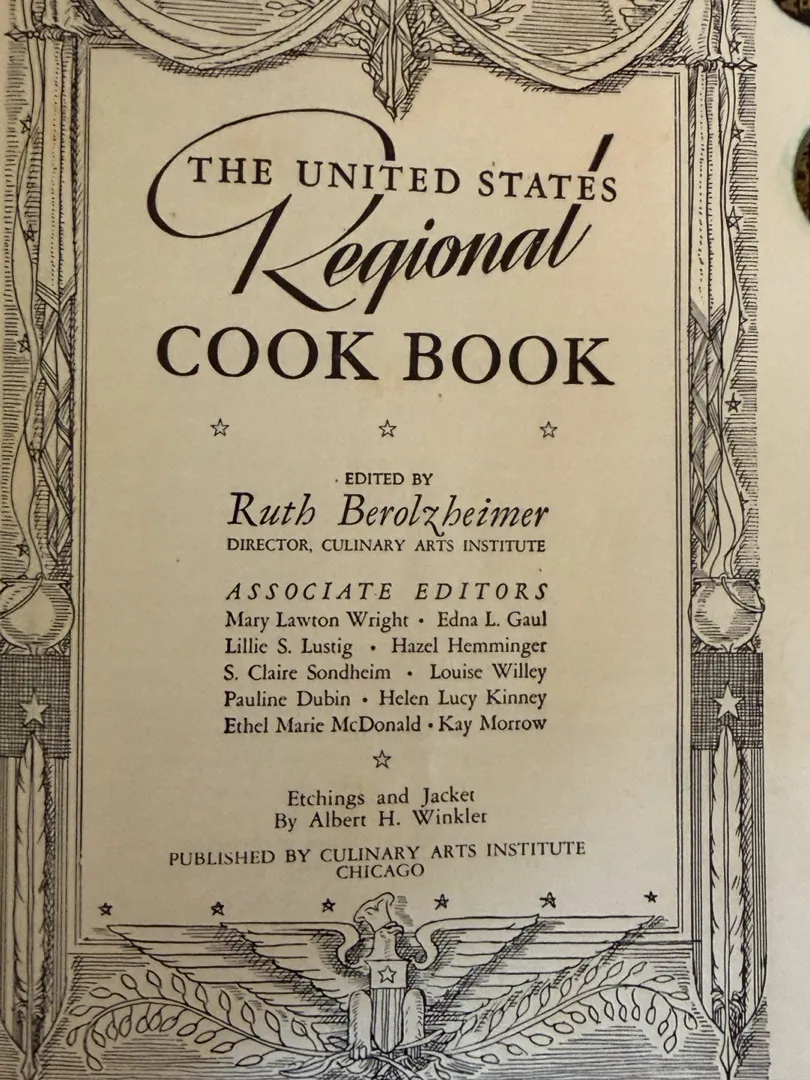 THE UNITED STATES
Regional
COOK BOOK
EDITED BY
Ruth Berolzheimer
DIRECTOR, CULINARY ARTS INSTITUTE
ASSOCIATE EDITORS
Mary Lawton Wright • Edna L. Gaul
Lillie S. Lustig • Hazel Hemminger
S. Claire Sondheim • Louise Willey
Pauline Dubin • Helen Lucy Kinney
Ethel Marie McDonald • Kay Morrow
Etchings and Jacket
By Albert H. Winkler
PUBLISHED BY CULINARY ARTS INSTITUTE
CHICAGO